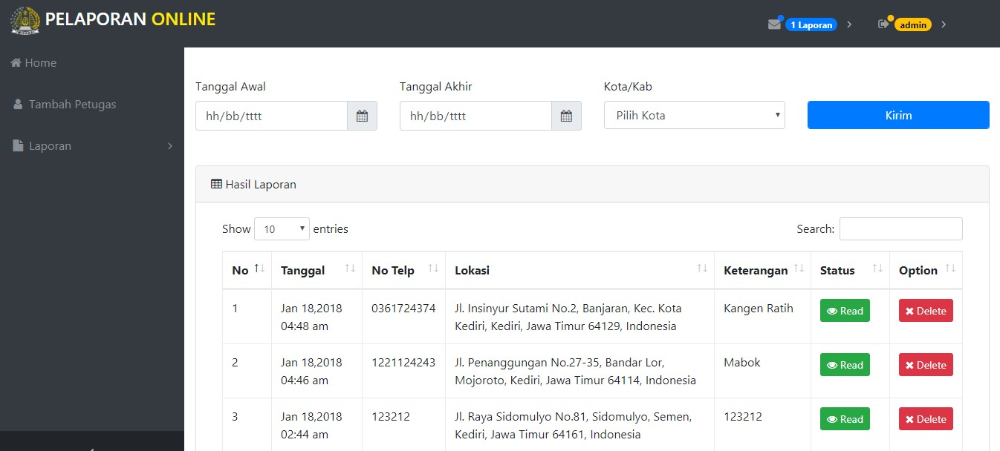 PELAPORAN ONLINE
1 Laporan
admin
Home
Tambah Petugas
Laporan
Tanggal Awal
Tanggal Akhir
Kota/Kab
hh/bb/tttt
hh/bb/tttt
Pilih Kota
Kirim
Hasil Laporan
Show 10 entries
Search:
No Tanggal No Telp Lokasi Keterangan Status Option
1 Jan 18,2018 0361724374 Jl. Insinyur Sutami No.2, Banjaran, Kec. Kota Kangen Ratih Read Delete
04:48 am Kediri, Kediri, Jawa Timur 64129, Indonesia
2 Jan 18,2018 1221124243 Jl. Penanggungan No.27-35, Bandar Lor, Mabok Read Delete
04:46 am Mojoroto, Kediri, Jawa Timur 64114, Indonesia
3 Jan 18,2018 123212 Jl. Raya Sidomulyo No.81, Sidomulyo, Semen, 123212 Read Delete
02:44 am Kediri, Jawa Timur 64161, Indonesia